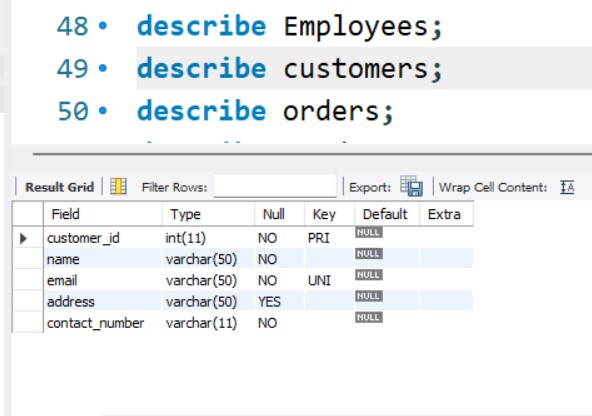 48 describe Employees;
49 describe customers;
50 describe orders;
Result Grid Filter Rows: Export: Wrap Cell Content: IA
Field Type Null Key Default Extra
customer_id int(11) NO PRI NULL
name varchar(50) NO NULL
email varchar(50) NO UNI NULL
address varchar(50) YES NULL
contact_number varchar(11) NO NULL